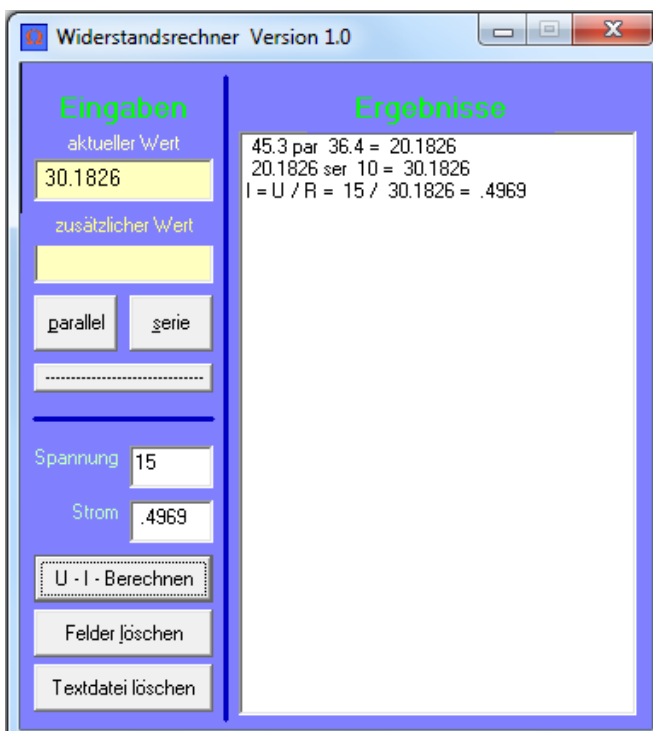 Widerstandsrechner Version 1.0
Eingaben
aktueller Wert
30.1826
zusätzlicher Wert
parallel serie
-----------------------------
Spannung 15
Strom .4969
U - I - Berechnen
Felder löschen
Textdatei löschen
Ergebnisse
45.3 par 36.4 = 20.1826
20.1826 ser 10 = 30.1826
I = U / R = 15 / 30.1826 = .4969